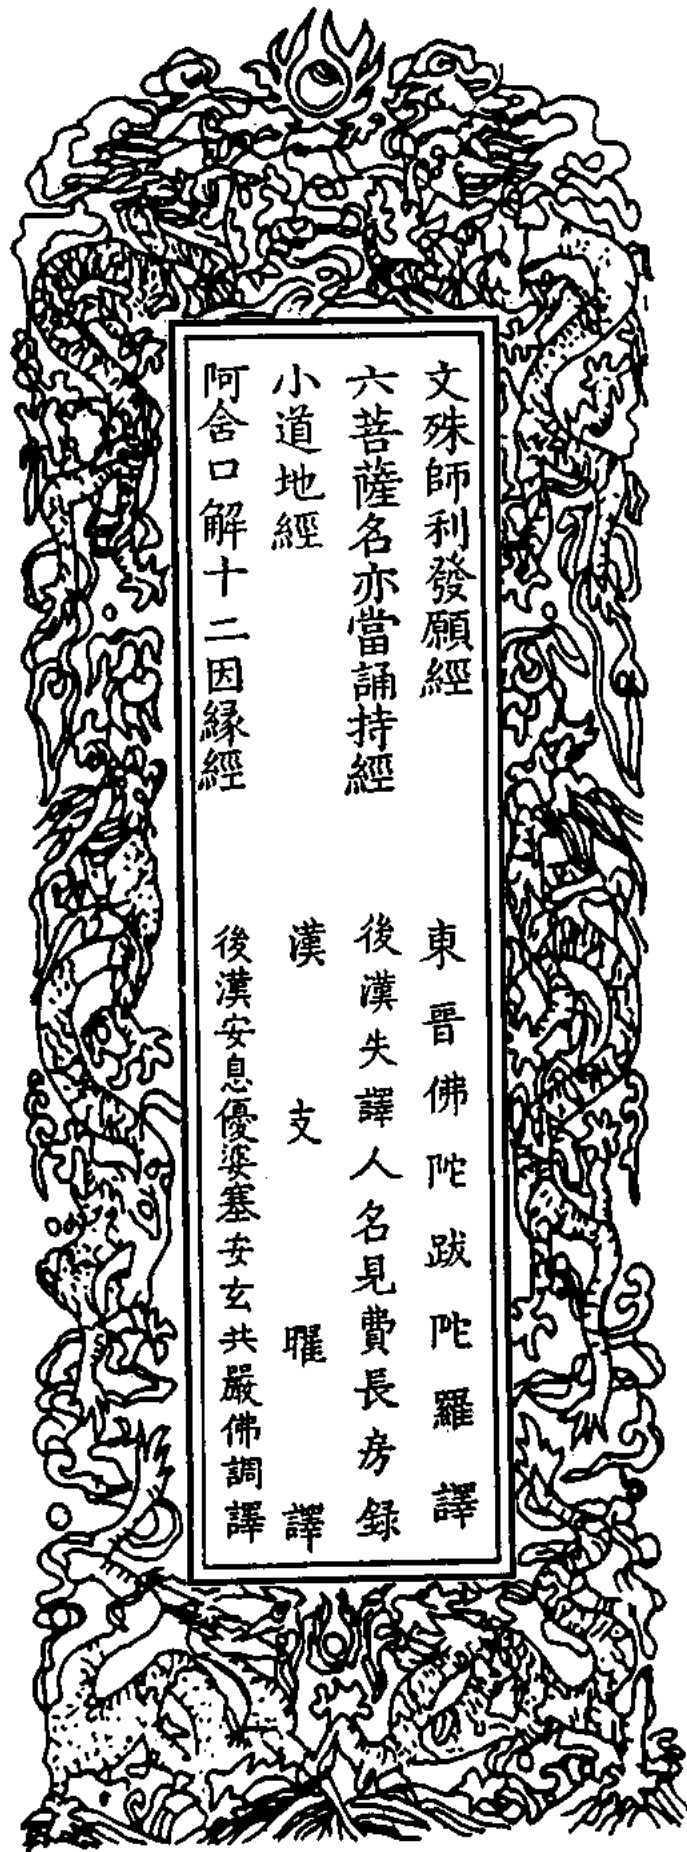 文殊師利發願經 東晉佛陀跋陀羅譯
六菩薩名亦當誦持經 後漢失譯人名見費長房録
小道地經 漢支曜譯
阿含口解十二因縁經 後漢安息優婆塞安玄共嚴佛調譯